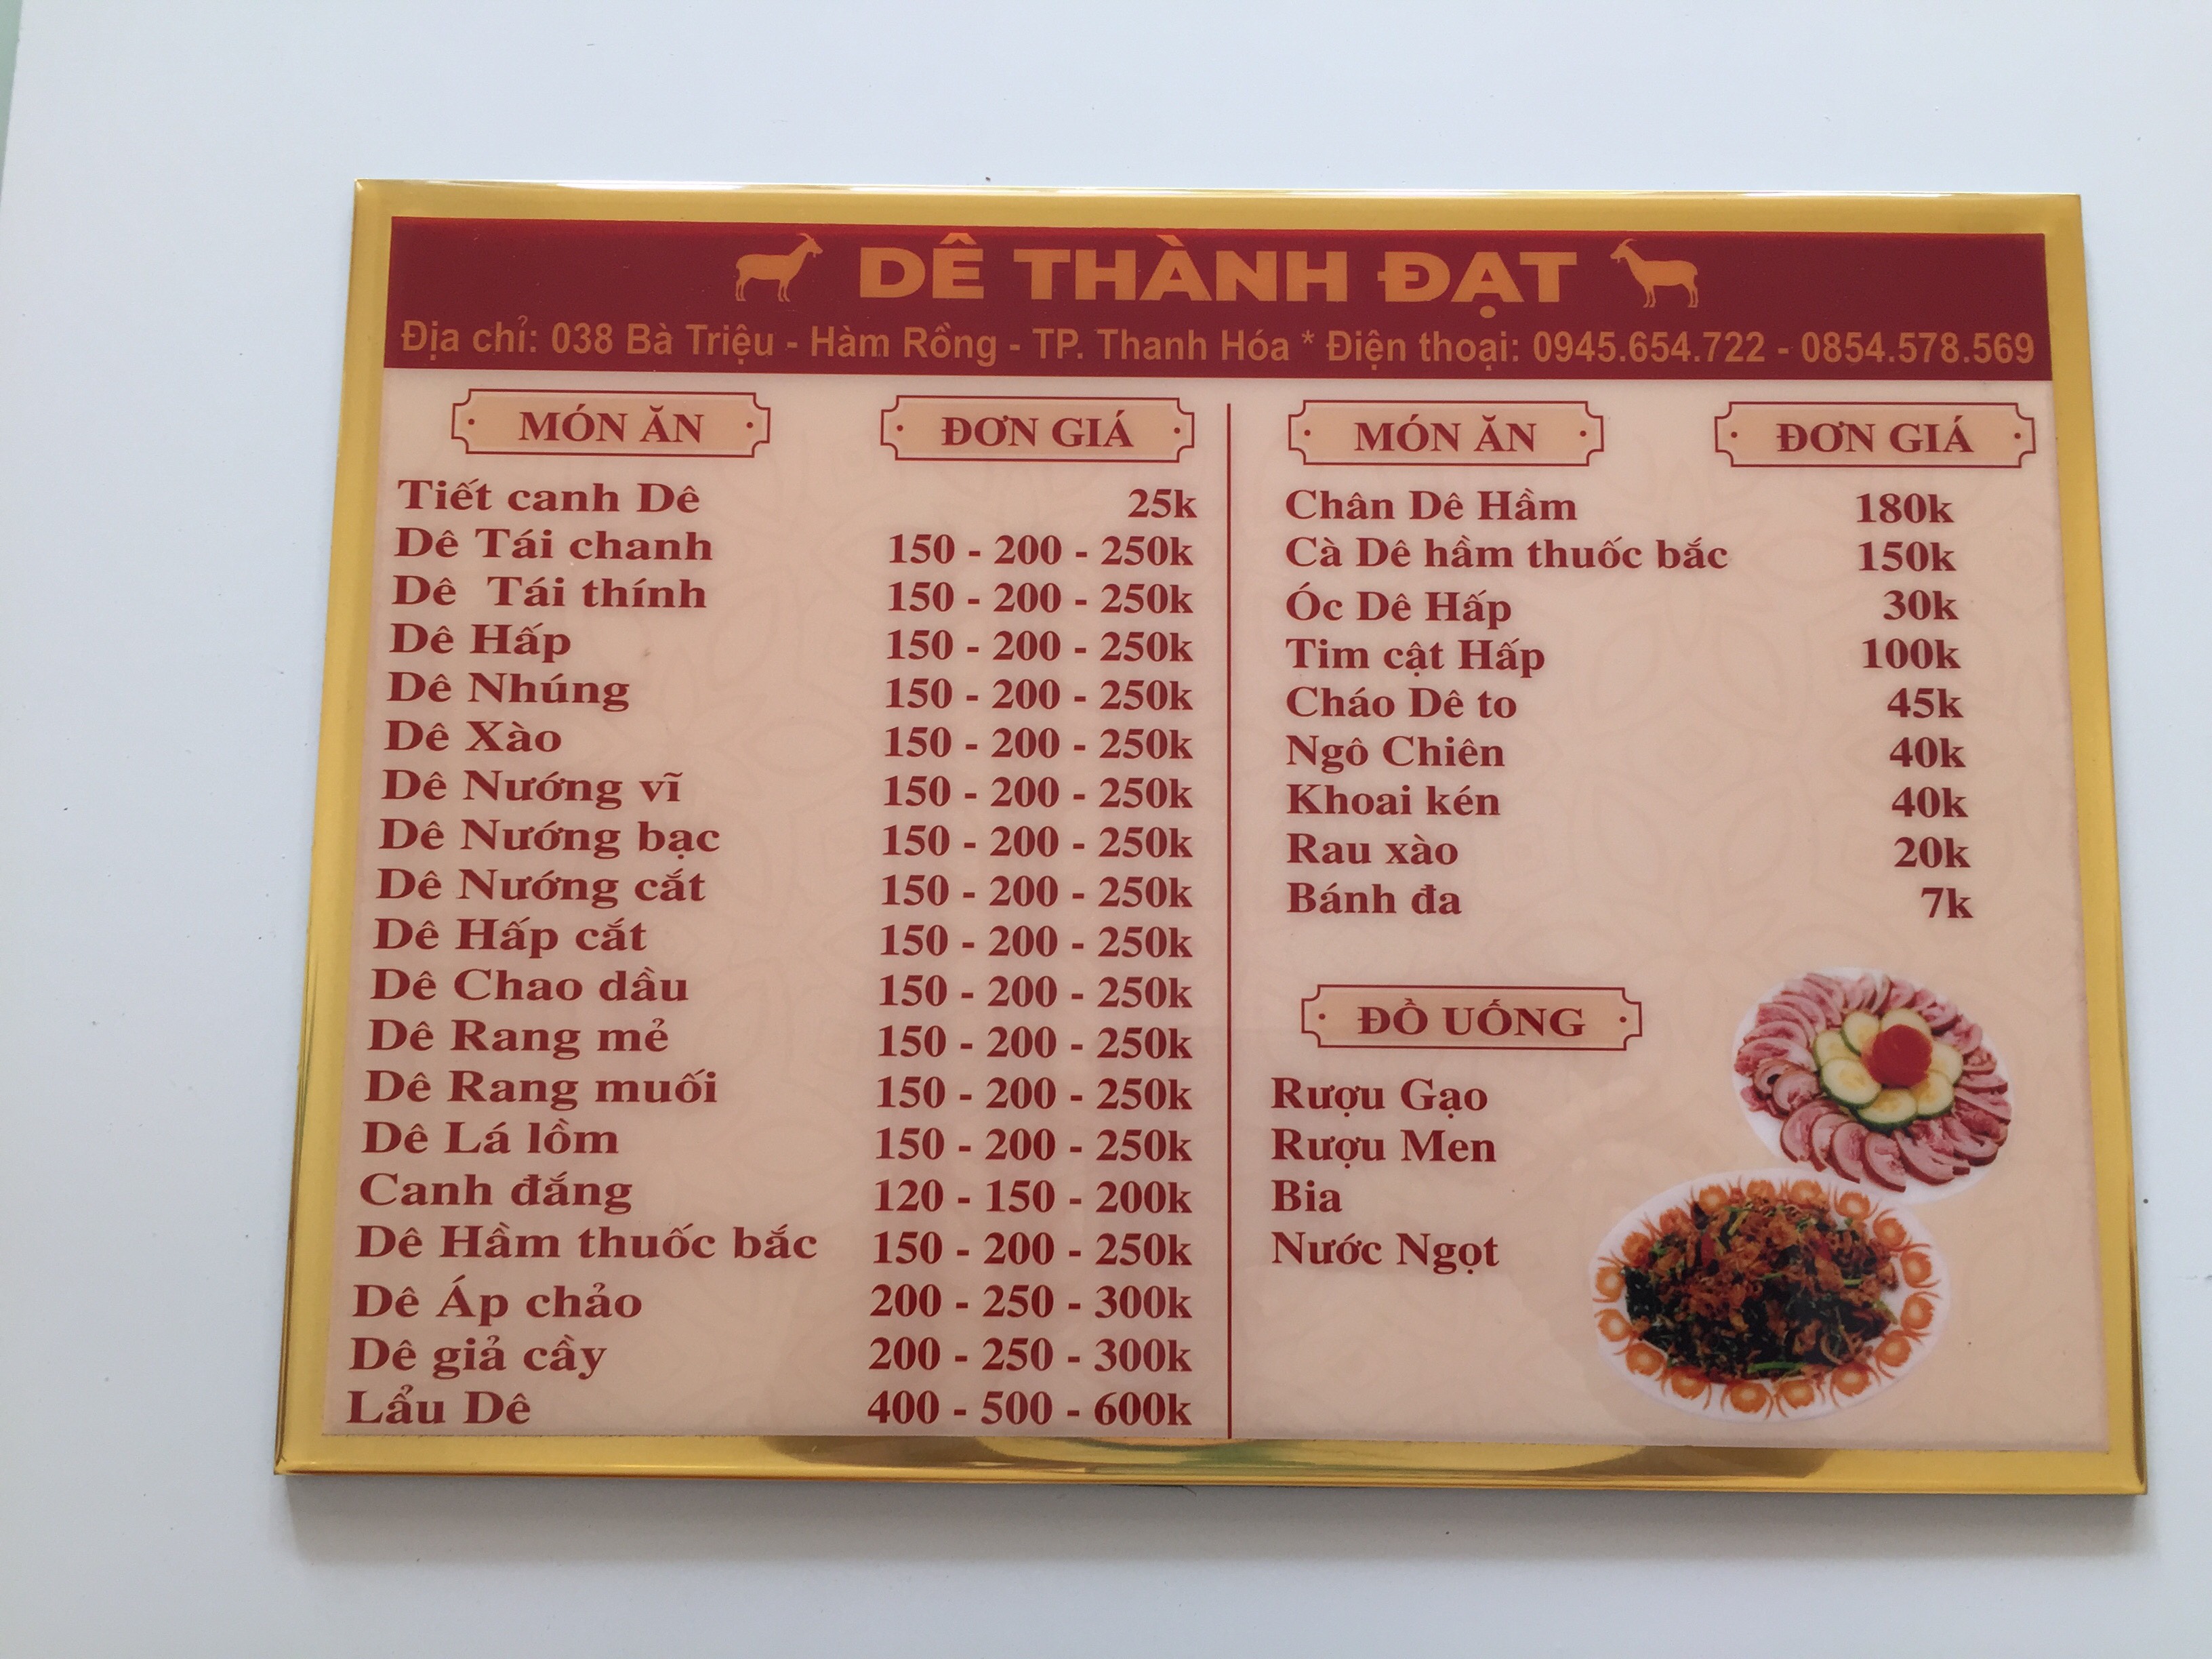 DÊ THÀNH ĐẠT
Địa chỉ: 038 Bà Triệu - Hàm Rồng - TP. Thanh Hóa * Điện thoại: 0945.654.722 - 0854.578.569
MÓN ĂN ĐƠN GIÁ
Tiết canh Dê 25k
Dê Tái chanh 150 - 200 - 250k
Dê Tái thính 150 - 200 - 250k
Dê Hấp 150 - 200 - 250k
Dê Nhúng 150 - 200 - 250k
Dê Xào 150 - 200 - 250k
Dê Nướng vĩ 150 - 200 - 250k
Dê Nướng bạc 150 - 200 - 250k
Dê Nướng cắt 150 - 200 - 250k
Dê Hấp cắt 150 - 200 - 250k
Dê Chao dầu 150 - 200 - 250k
Dê Rang mẻ 150 - 200 - 250k
Dê Rang muối 150 - 200 - 250k
Dê Lá lồm 150 - 200 - 250k
Canh đắng 120 - 150 - 200k
Dê Hầm thuốc bắc 150 - 200 - 250k
Dê Áp chảo 200 - 250 - 300k
Dê giả cầy 200 - 250 - 300k
Lẩu Dê 400 - 500 - 600k
MÓN ĂN ĐƠN GIÁ
Chân Dê Hầm 180k
Cà Dê hầm thuốc bắc 150k
Óc Dê Hấp 30k
Tim cật Hấp 100k
Cháo Dê to 45k
Ngô Chiên 40k
Khoai kén 40k
Rau xào 20k
Bánh đa 7k
ĐỒ UỐNG
Rượu Gạo
Rượu Men
Bia
Nước Ngọt